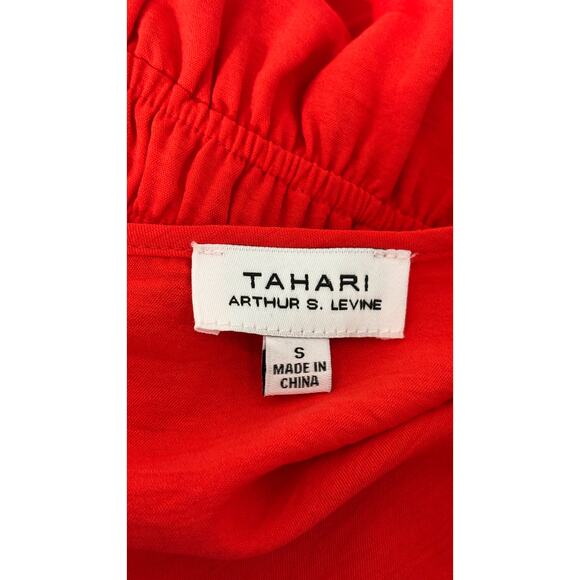 TAHARI
ARTHUR S. LEVINE
S
MADE IN
CHINA